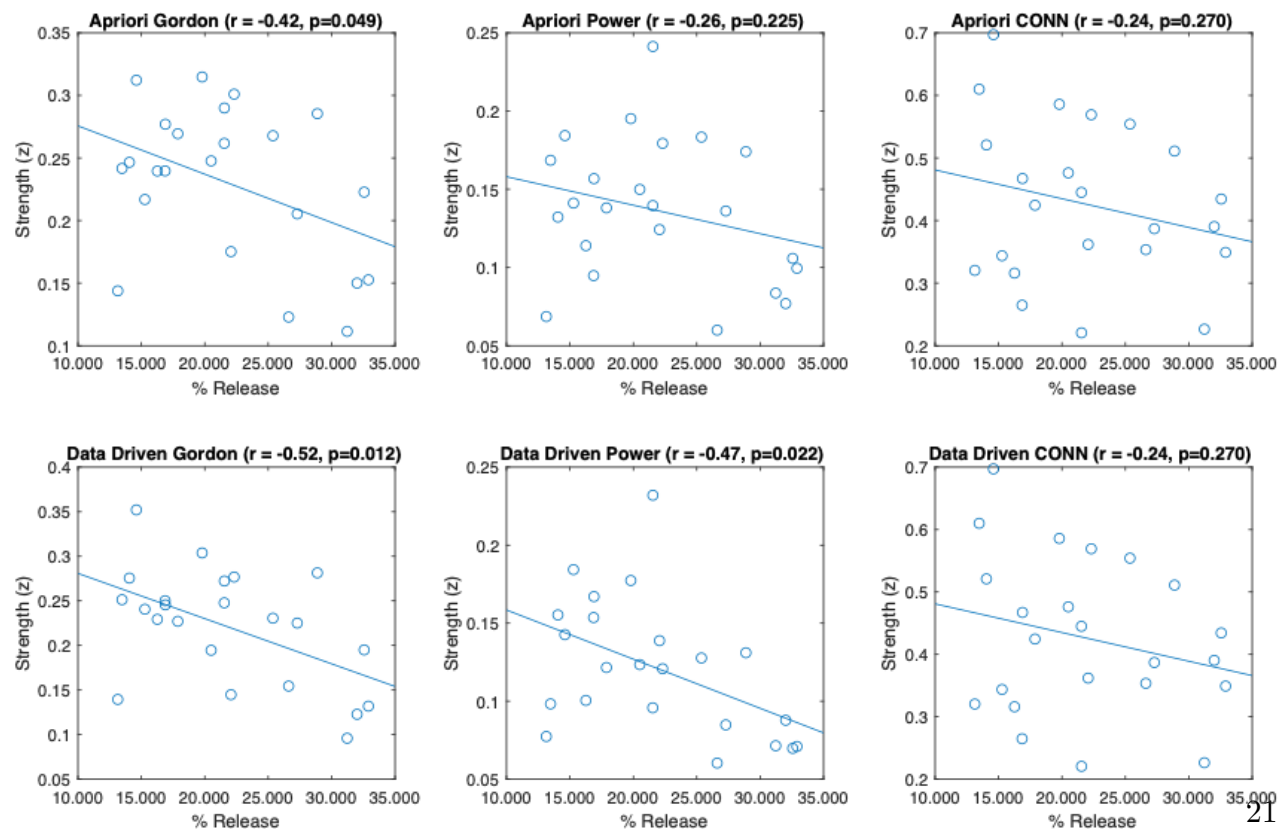 Apriori Gordon (r = -0.42, p=0.049)
0.35
0.3
0.25
0.2
0.15
0.1
Strength (z)
10.000 15.000 20.000 25.000 30.000 35.000
% Release
Apriori Power (r = -0.26, p=0.225)
0.25
0.2
0.15
0.1
0.05
Strength (z)
10.000 15.000 20.000 25.000 30.000 35.000
% Release
Apriori CONN (r = -0.24, p=0.270)
0.7
0.6
0.5
0.4
0.3
0.2
Strength (z)
10.000 15.000 20.000 25.000 30.000 35.000
% Release
Data Driven Gordon (r = -0.52, p=0.012)
0.4
0.35
0.3
0.25
0.2
0.15
0.1
0.05
Strength (z)
10.000 15.000 20.000 25.000 30.000 35.000
% Release
Data Driven Power (r = -0.47, p=0.022)
0.25
0.2
0.15
0.1
0.05
Strength (z)
10.000 15.000 20.000 25.000 30.000 35.000
% Release
Data Driven CONN (r = -0.24, p=0.270)
0.7
0.6
0.5
0.4
0.3
0.2
Strength (z)
10.000 15.000 20.000 25.000 30.000 35.000
% Release
21